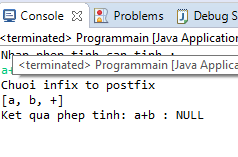 Console Problems Debug S
<terminated> Programmain [Java Application
Nhap phep tinh can tinh :
a+
<terminated> Programmain [Java Applicatio
Chuoi infix to postfix
[a, b, +]
Ket qua phep tinh: a+b : NULL